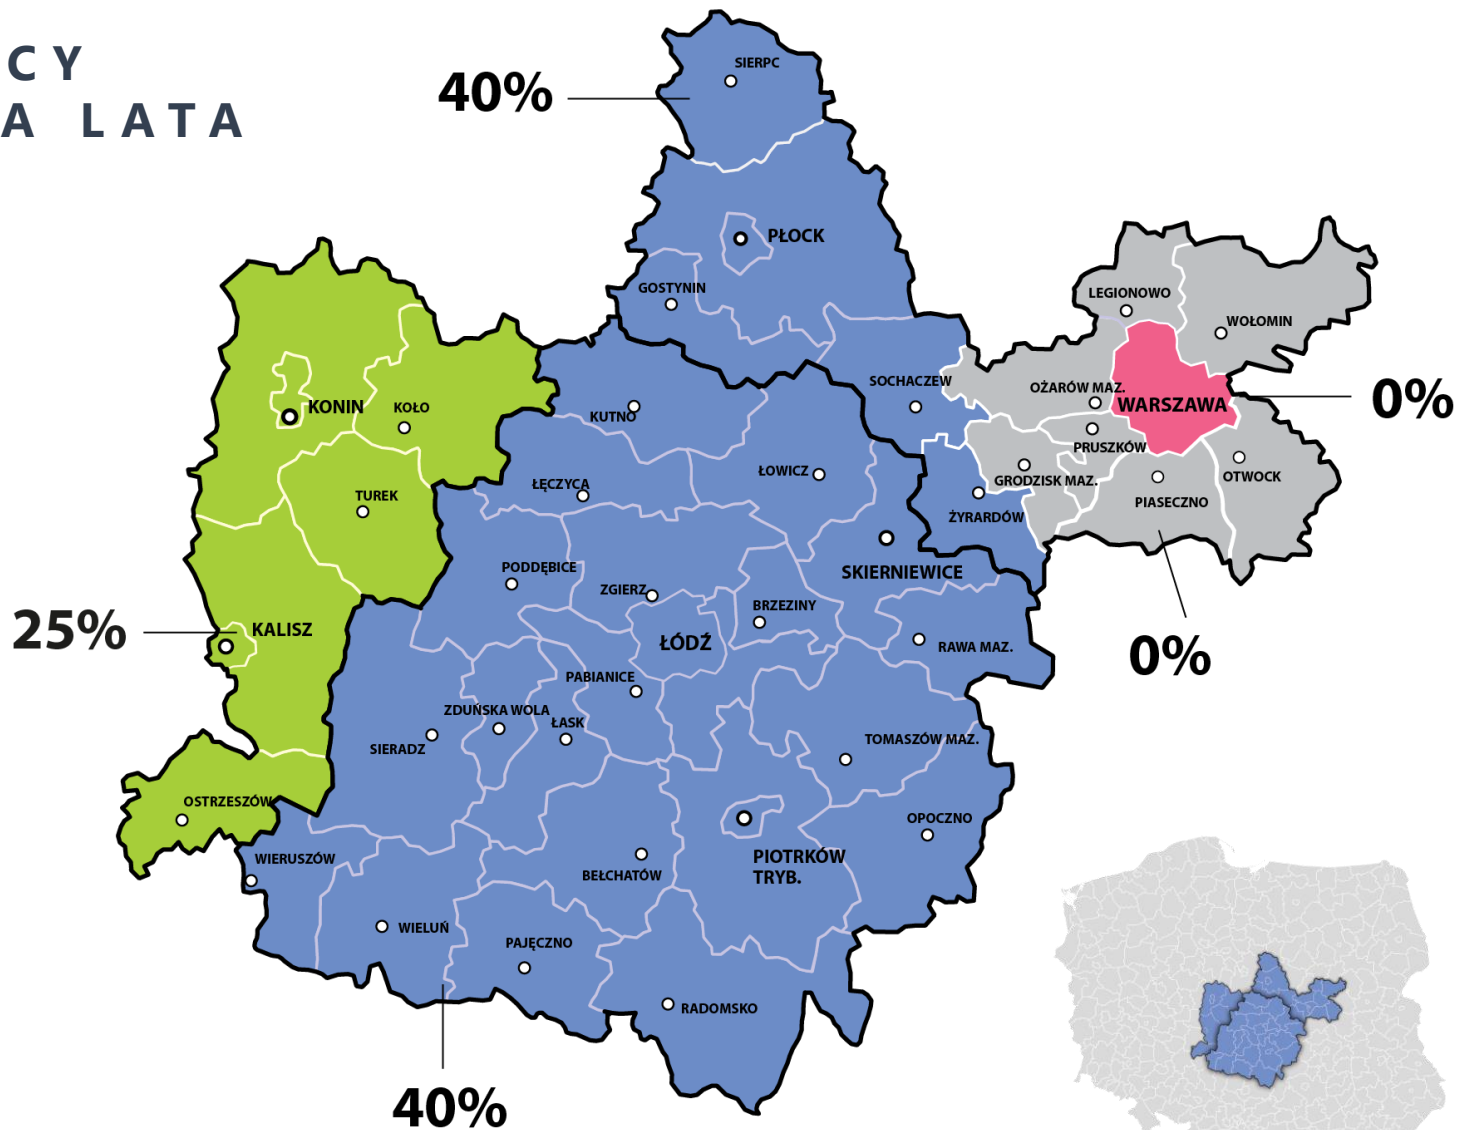 CY
A LATA
40%
SIERPC
PŁOCK
GOSTYNIN
LEGIONOWO
WOŁOMIN
SOCHACZEW
OŻARÓW MAZ.
WARSZAWA
0%
KONIN
KOŁO
KUTNO
PRUSZKÓW
ŁOWICZ
GRODZISK MAZ.
OTWOCK
ŁĘCZYCA
TUREK
PIASECZNO
ŻYRARDÓW
PODDĘBICE
SKIERNIEWICE
ZGIERZ
BRZEZINY
25%
KALISZ
ŁÓDŹ
RAWA MAZ.
0%
PABIANICE
ZDUŃSKA WOLA
ŁASK
SIERADZ
TOMASZÓW MAZ.
OSTRZESZÓW
OPOCZNO
WIERUSZÓW
PIOTRKÓW
TRYB.
BEŁCHATÓW
WIELUŃ
PAJĘCZNO
RADOMSKO
40%